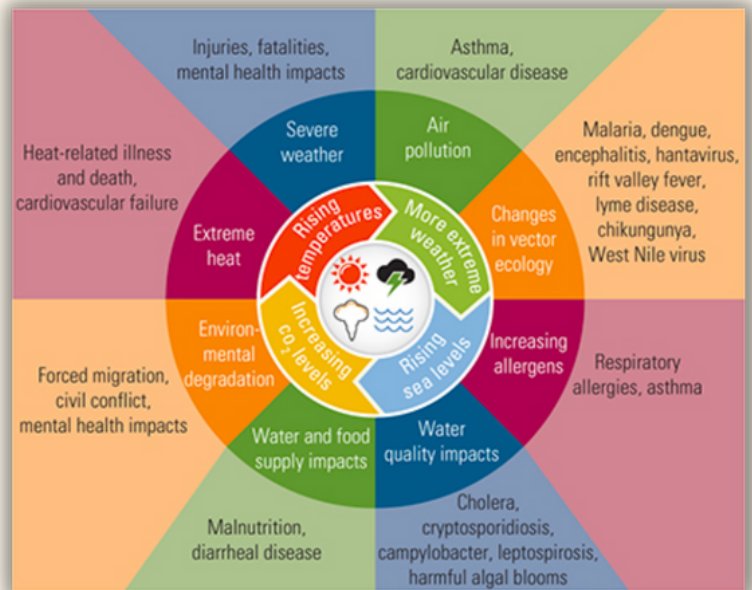 Injuries, fatalities,
mental health impacts
Asthma,
cardiovascular disease
Severe
weather
Air
pollution
Heat-related illness
and death,
cardiovascular failure
Malaria, dengue,
encephalitis, hantavirus,
rift valley fever,
lyme disease,
chikungunya,
West Nile virus
Extreme
heat
Rising
temperatures
More extreme
weather
Changes
in vector
ecology
Environ-
mental
degradation
Increasing
co₂ levels
Rising
sea levels
Increasing
allergens
Forced migration,
civil conflict,
mental health impacts
Respiratory
allergies, asthma
Water and food
supply impacts
Water
quality impacts
Malnutrition,
diarrheal disease
Cholera,
cryptosporidiosis,
campylobacter, leptospirosis,
harmful algal blooms